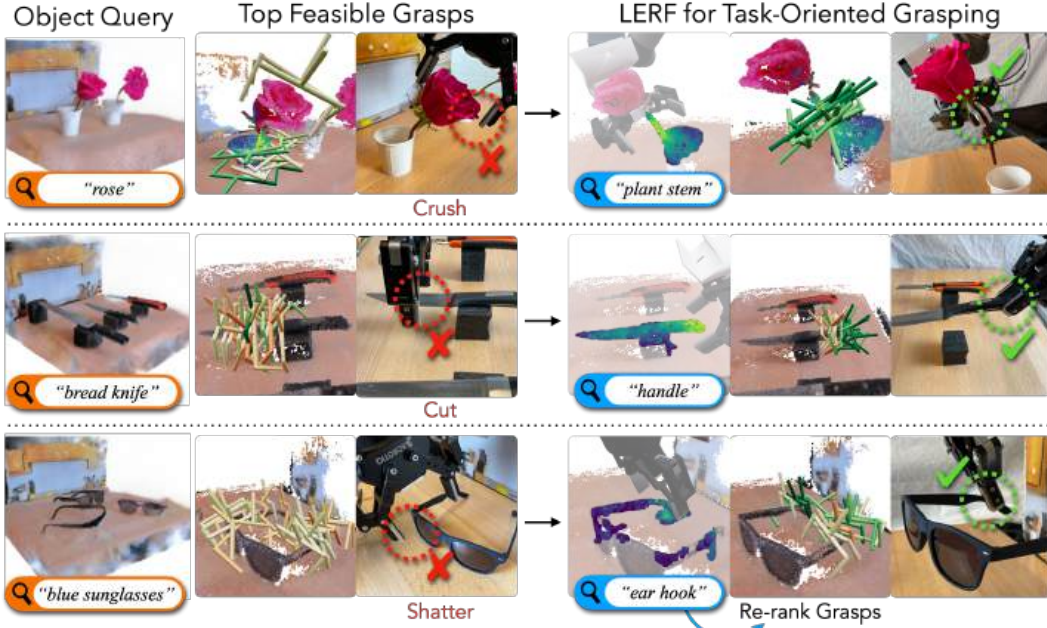 Object Query
Top Feasible Grasps
LERF for Task-Oriented Grasping
"rose"
Crush
"plant stem"
"bread knife"
Cut
"handle"
ROBOTIQ
"blue sunglasses"
Shatter
"ear hook"
Re-rank Grasps